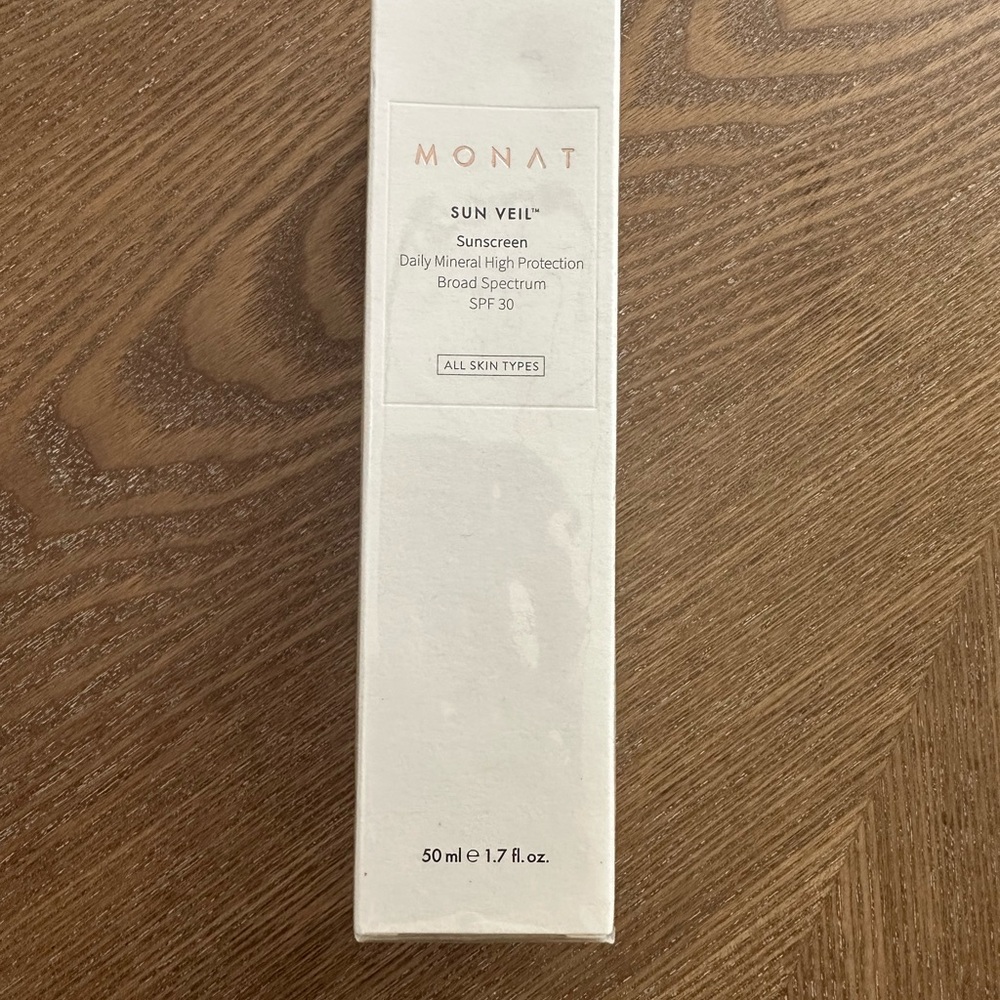 MONAT
SUN VEIL™
Sunscreen
Daily Mineral High Protection
Broad Spectrum
SPF 30
ALL SKIN TYPES
50 ml ℮ 1.7 fl. oz.